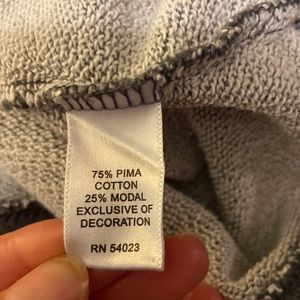 75% PIMA
COTTON
25% MODAL
EXCLUSIVE OF
DECORATION
RN 54023